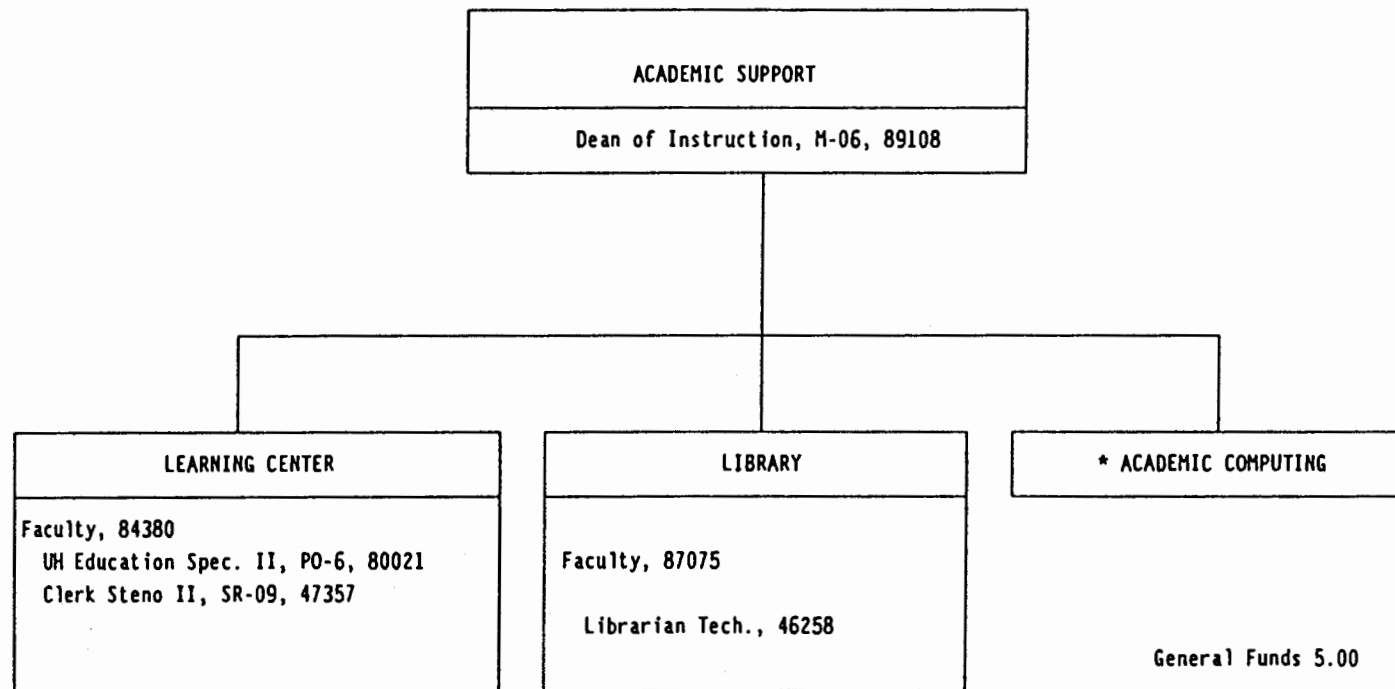 ACADEMIC SUPPORT
Dean of Instruction, M-06, 89108
LEARNING CENTER
Faculty, 84380
UH Education Spec. II, PO-6, 80021
Clerk Steno II, SR-09, 47357
LIBRARY
Faculty, 87075
Librarian Tech., 46258
* ACADEMIC COMPUTING
General Funds 5.00